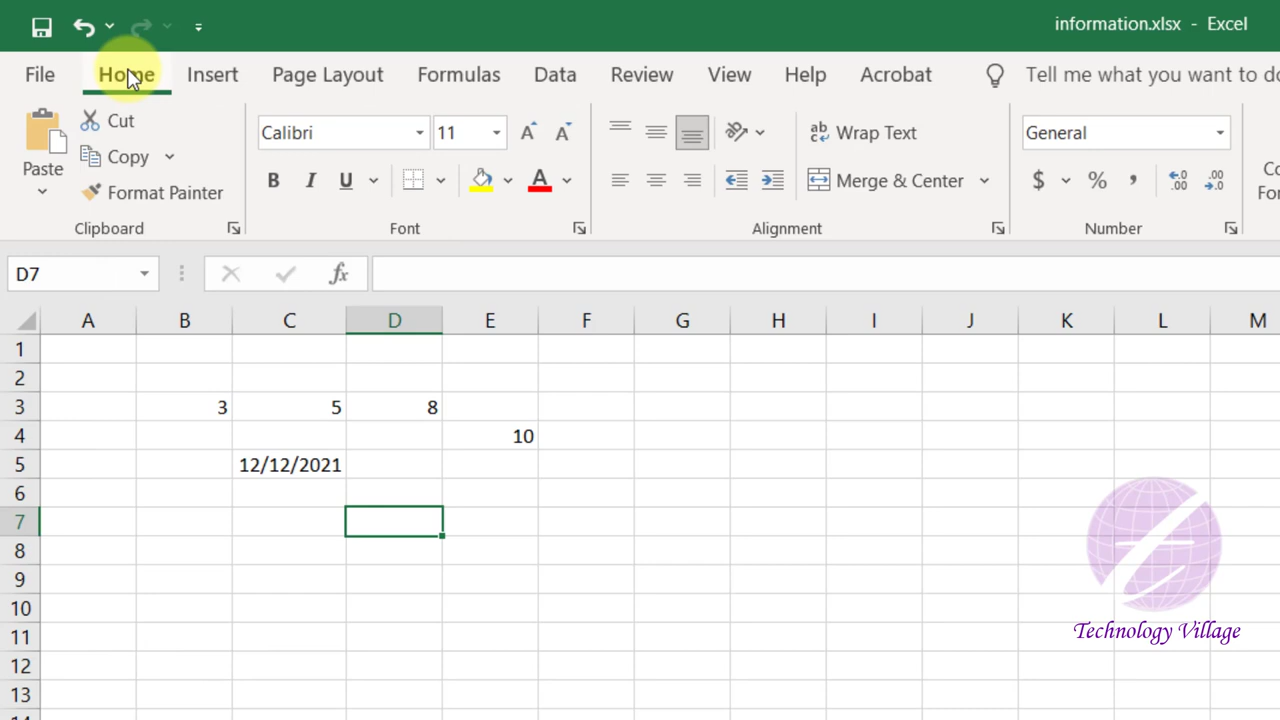 information.xlsx - Excel
File Home Insert Page Layout Formulas Data Review View Help Acrobat Tell me what you want to do
Cut
Calibri 11 Wrap Text General
Copy
Paste
Format Painter B I U A Merge & Center $ % ,
Clipboard Font Alignment Number
D7 fx
A B C D E F G H I J K L M
1
2
3 3 5 8
4 10
5 12/12/2021
6
7
8
9
10
11
12
13
Technology Village